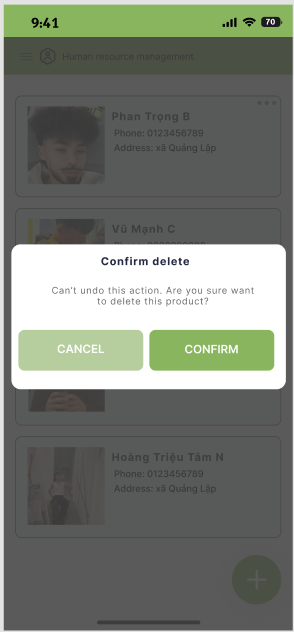 9:41
70
Human resource management
Phan Trọng B
Phone: 0123456789
Address: xã Quảng Lập
Vũ Mạnh C
Confirm delete
Can't undo this action. Are you sure want
to delete this product?
CANCEL
CONFIRM
Hoàng Triệu Tâm N
Phone: 0123456789
Address: xã Quảng Lập